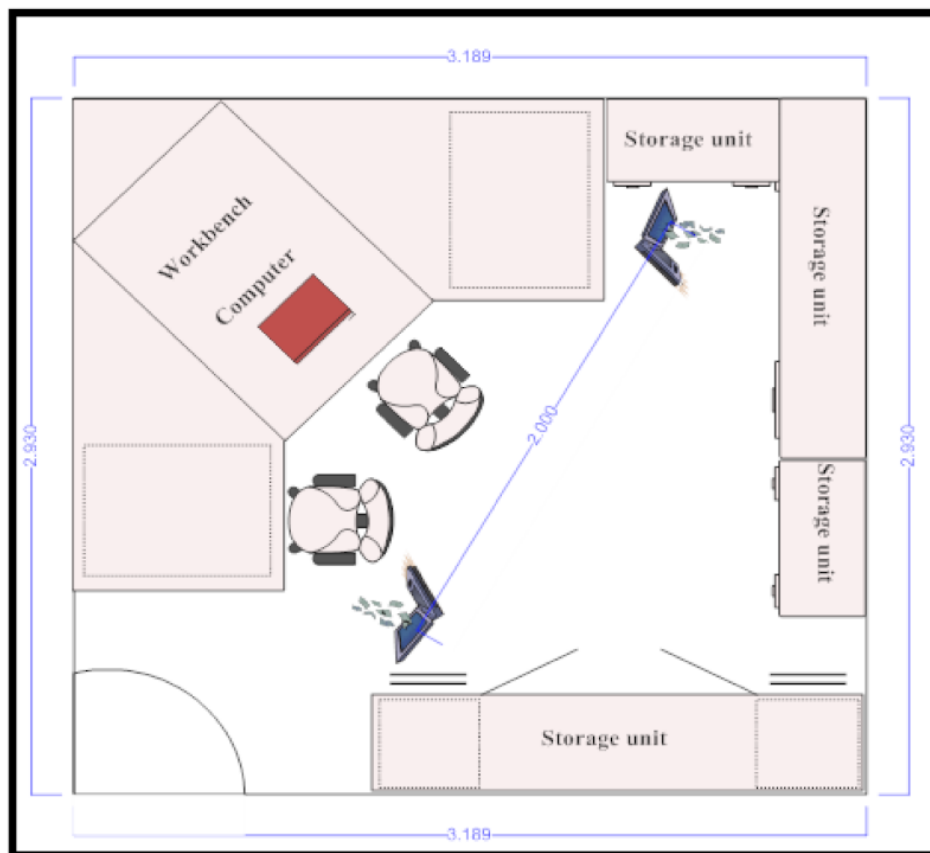 3.189
Storage unit
Workbench
Computer
Storage unit
2.930
2.000
2.930
Storage unit
Storage unit
3.189